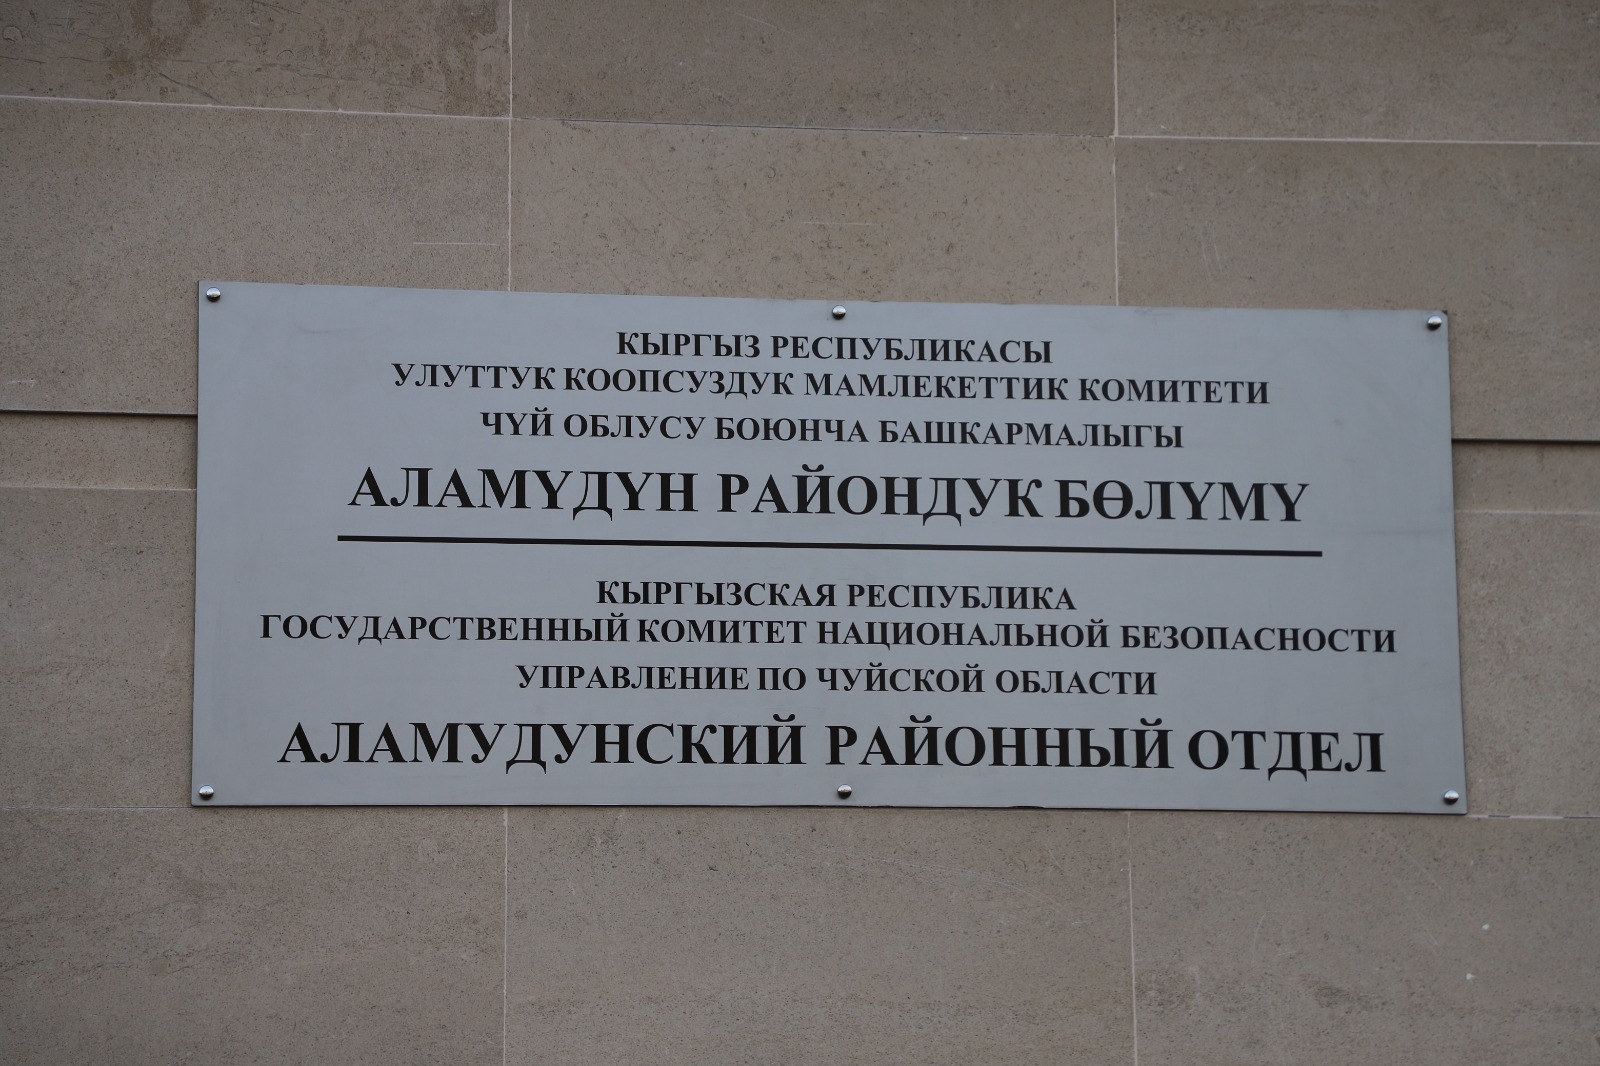 КЫРГЫЗ РЕСПУБЛИКАСЫ
УЛУТТУК КООПСУЗДУК МАМЛЕКЕТТИК КОМИТЕТИ
ЧҮЙ ОБЛУСУ БОЮНЧА БАШКАРМАЛЫГЫ
АЛАМҮДҮН РАЙОНДУК БӨЛҮМҮ
КЫРГЫЗСКАЯ РЕСПУБЛИКА
ГОСУДАРСТВЕННЫЙ КОМИТЕТ НАЦИОНАЛЬНОЙ БЕЗОПАСНОСТИ
УПРАВЛЕНИЕ ПО ЧУЙСКОЙ ОБЛАСТИ
АЛАМУДУНСКИЙ РАЙОННЫЙ ОТДЕЛ